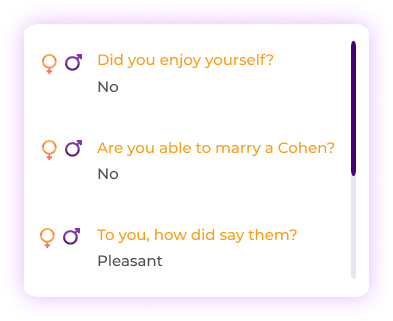 Did you enjoy yourself?
No
Are you able to marry a Cohen?
No
To you, how did say them?
Pleasant